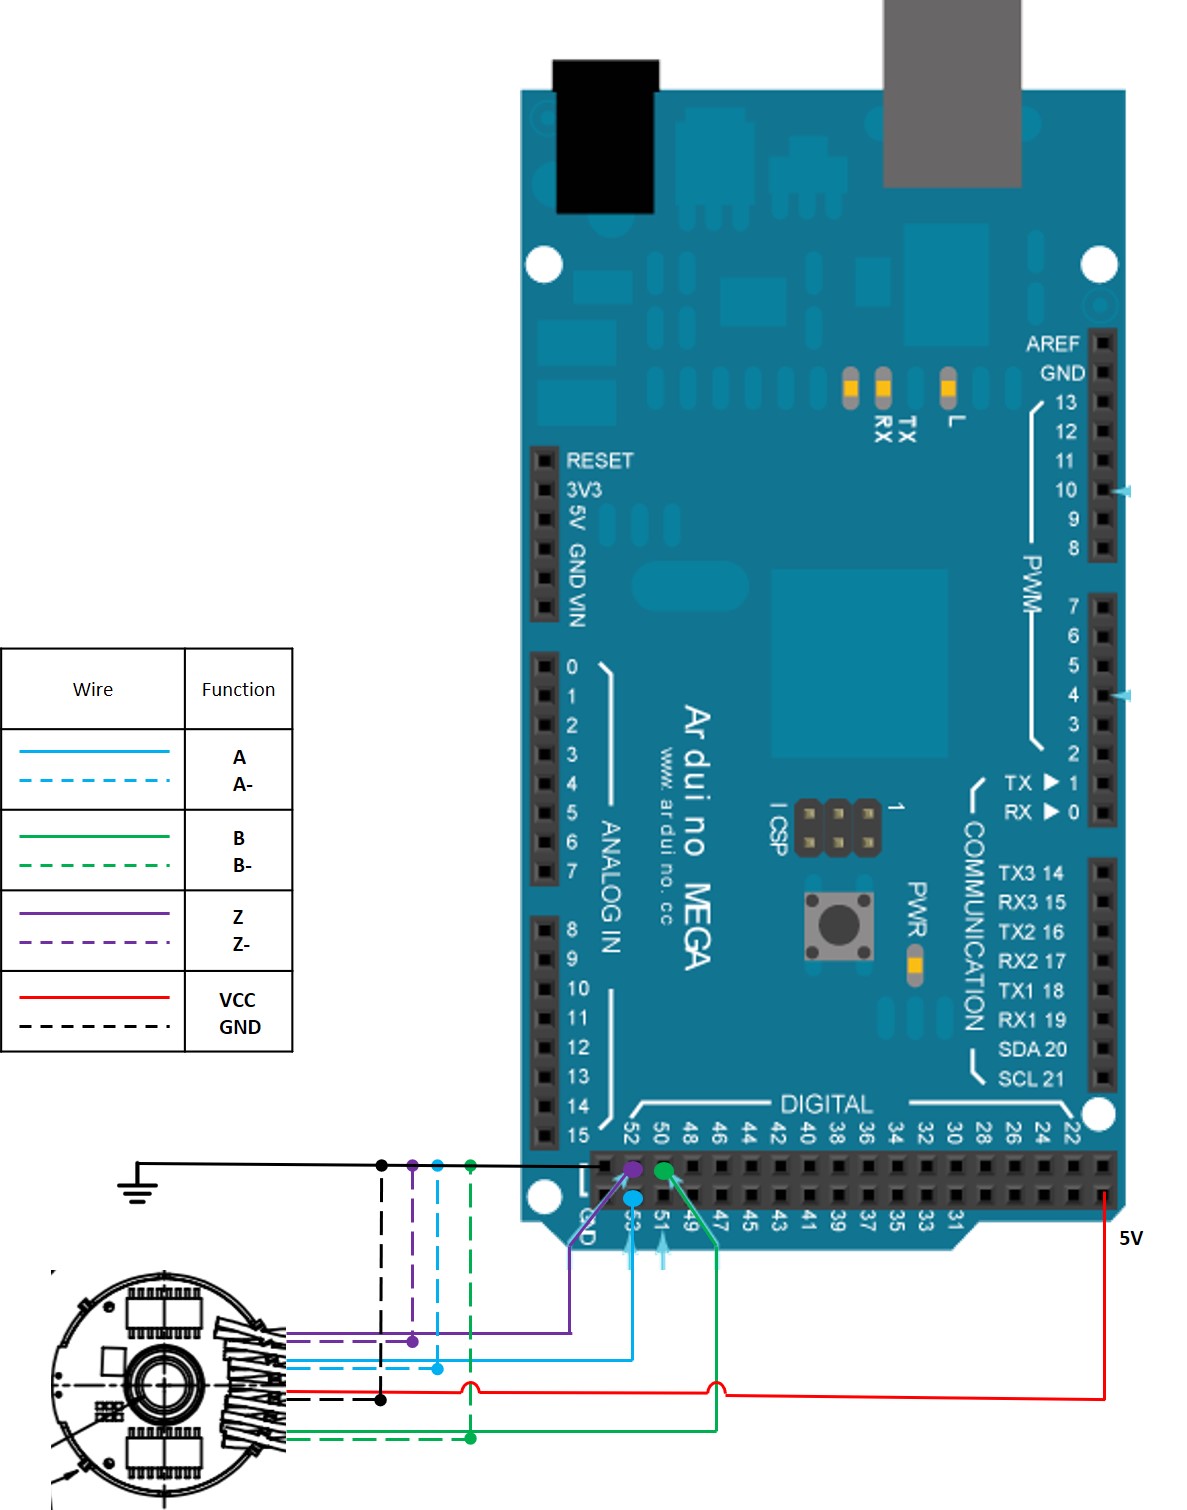 AREF
GND
13
12
11
10
9
8
PWM
7
6
5
4
3
2
TX 1
RX 0
L
TX
RX
RESET
3V3
5V
GND VIN
0
1
2
3
4
5
6
7
ANALOG IN
8
9
10
11
12
13
14
15
Arduino MEGA
www.arduino.cc
ICSP
1
PWR
COMMUNICATION
TX3 14
RX3 15
TX2 16
RX2 17
TX1 18
RX1 19
SDA 20
SCL 21
DIGITAL
52 50 48 46 44 42 40 38 36 34 32 30 28 26 24 22
GND 53 51 49 47 45 43 41 39 37 35 33 31
5V
Wire Function
A
A-
B
B-
Z
Z-
VCC
GND